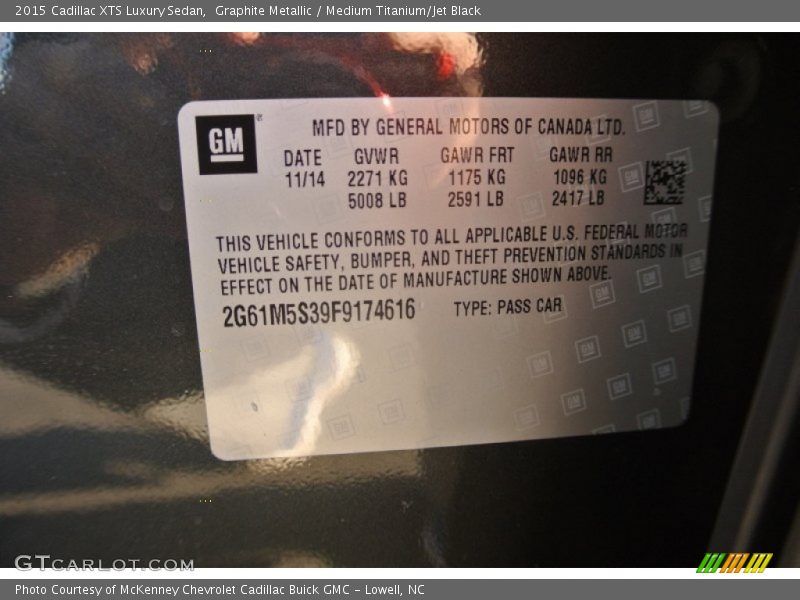 2015 Cadillac XTS Luxury Sedan,  Graphite Metallic / Medium Titanium/Jet Black
GM
MFD BY GENERAL MOTORS OF CANADA LTD.
DATE GVWR GAWR FRT GAWR RR
11/14 2271 KG 1175 KG 1096 KG
5008 LB 2591 LB 2417 LB
THIS VEHICLE CONFORMS TO ALL APPLICABLE U.S. FEDERAL MOTOR
VEHICLE SAFETY, BUMPER, AND THEFT PREVENTION STANDARDS IN
EFFECT ON THE DATE OF MANUFACTURE SHOWN ABOVE.
2G61M5S39F9174616 TYPE: PASS CAR
GTCARLOT.COM
Photo Courtesy of McKenney Chevrolet Cadillac Buick GMC - Lowell, NC